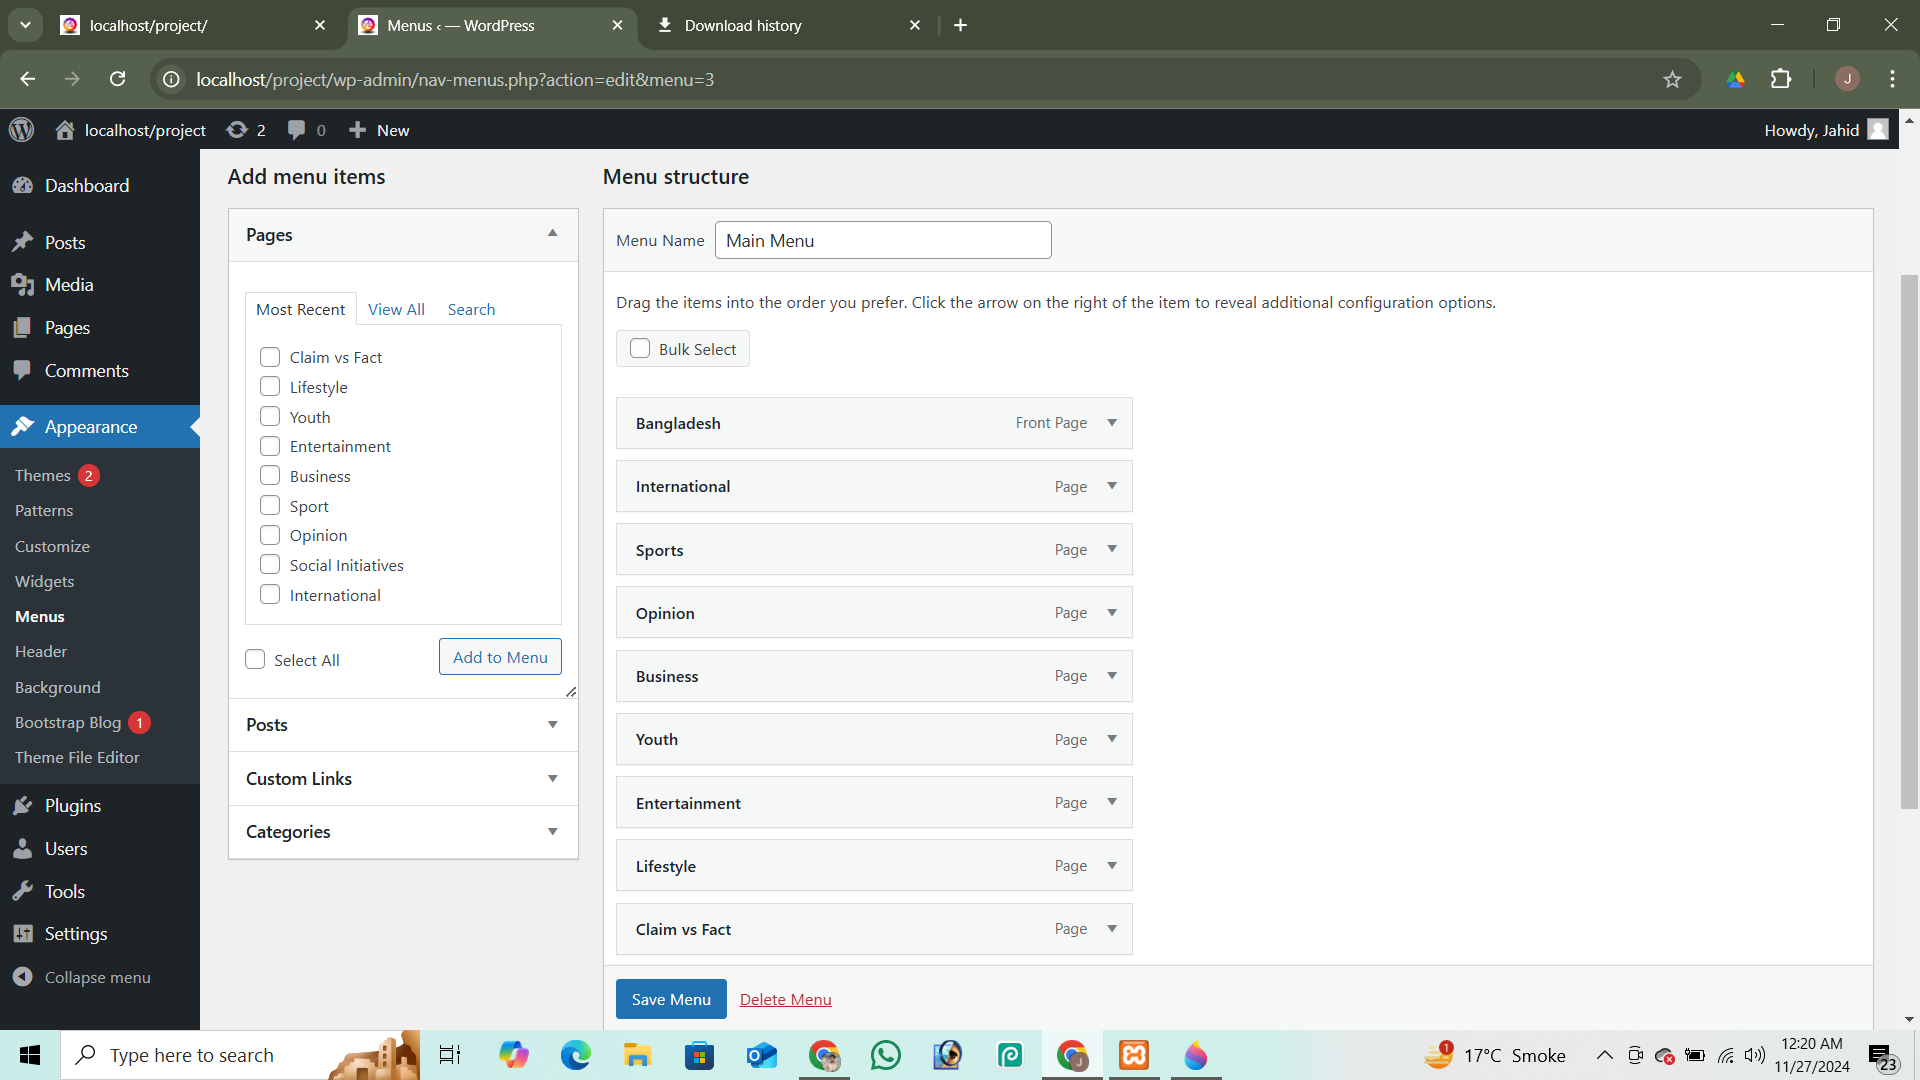 localhost/project/
Menus ‹ — WordPress
Download history
localhost/project/wp-admin/nav-menus.php?action=edit&menu=3
J
localhost/project
2
0
New
Howdy, Jahid
Dashboard
Posts
Media
Pages
Comments
Appearance
Themes 2
Patterns
Customize
Widgets
Menus
Header
Background
Bootstrap Blog 1
Theme File Editor
Plugins
Users
Tools
Settings
Collapse menu
Add menu items
Pages
Most Recent View All Search
Claim vs Fact
Lifestyle
Youth
Entertainment
Business
Sport
Opinion
Social Initiatives
International
Select All
Add to Menu
Posts
Custom Links
Categories
Menu structure
Menu Name Main Menu
Drag the items into the order you prefer. Click the arrow on the right of the item to reveal additional configuration options.
Bulk Select
Bangladesh Front Page
International Page
Sports Page
Opinion Page
Business Page
Youth Page
Entertainment Page
Lifestyle Page
Claim vs Fact Page
Save Menu Delete Menu
Type here to search
1
17°C Smoke
12:20 AM
11/27/2024
23